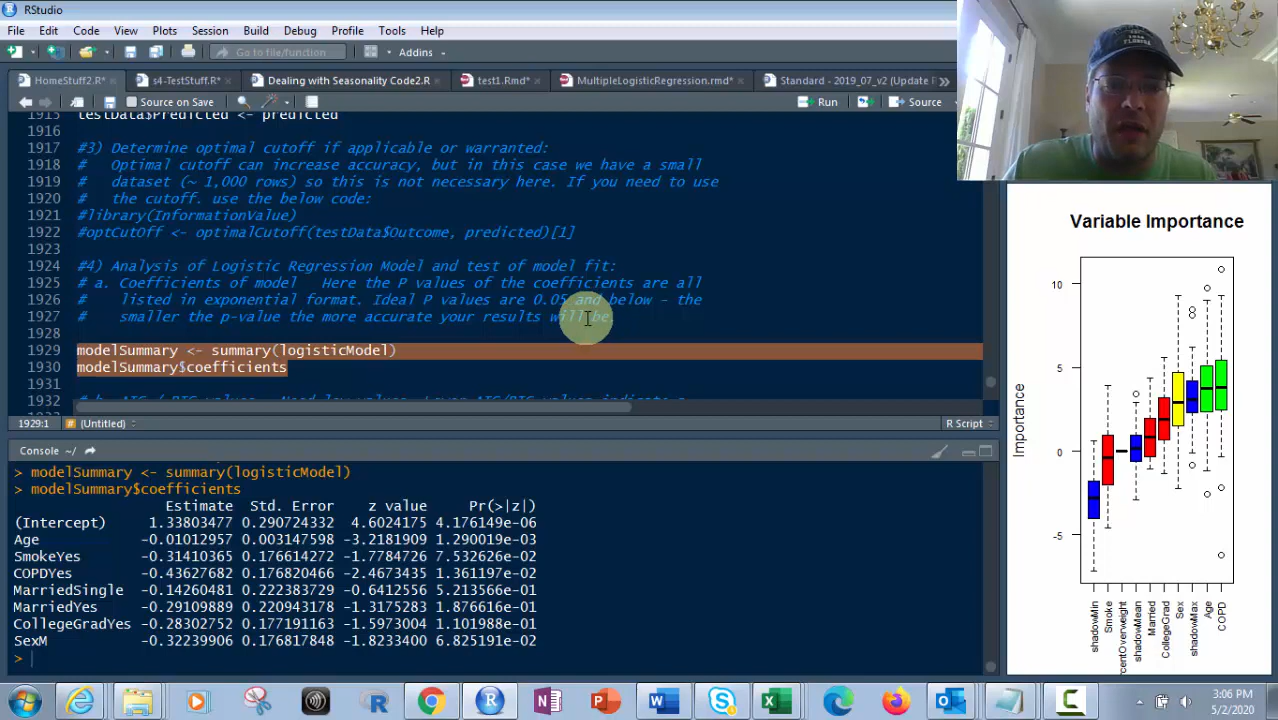 RStudio
File Edit Code View Plots Session Build Debug Profile Tools Help
Go to file/function Addins
HomeStuff2.R* s4-TestStuff.R* Dealing with Seasonality Code2.R test1.Rmd* MultipleLogisticRegression.rmd* Standard - 2019_07_v2 (Update R
Source on Save Run Source
1915 testData$Predicted <- predicted
1916
1917 #3) Determine optimal cutoff if applicable or warranted:
1918 # Optimal cutoff can increase accuracy, but in this case we have a small
1919 # dataset (~ 1,000 rows) so this is not necessary here. If you need to use
1920 # the cutoff. use the below code:
1921 #library(InformationValue)
1922 #optCutOff <- optimalCutoff(testData$Outcome, predicted)[1]
1923
1924 #4) Analysis of Logistic Regression Model and test of model fit:
1925 # a. Coefficients of model Here the P values of the coefficients are all
1926 # listed in exponential format. Ideal P values are 0.05 and below - the
1927 # smaller the p-value the more accurate your results will be.
1928
1929 modelSummary <- summary(logisticModel)
1930 modelSummary$coefficients
1931
1932 # b. AIC / BIC values - Need low values. Lower AIC/BIC values indicate a
1929:1 (Untitled) R Script
Console ~/
> modelSummary <- summary(logisticModel)
> modelSummary$coefficients
Estimate Std. Error z value Pr(>|z|)
(Intercept) 1.33803477 0.290724332 4.6024175 4.176149e-06
Age -0.01012957 0.003147598 -3.2181909 1.290019e-03
SmokeYes -0.31410365 0.176614272 -1.7784726 7.532626e-02
COPDYes -0.43627682 0.176820466 -2.4673435 1.361197e-02
MarriedSingle -0.14260481 0.222383729 -0.6412556 5.213566e-01
MarriedYes -0.29109889 0.220943178 -1.3175283 1.876616e-01
CollegeGradYes -0.28302752 0.177191163 -1.5973004 1.101988e-01
SexM -0.32239906 0.176817848 -1.8233400 6.825191e-02
>
Variable Importance
Importance
10
5
0
-5
shadowMin
Smoke
rcentOverweight
shadowMean
Married
CollegeGrad
Sex
shadowMax
Age
COPD
3:06 PM
5/2/2020